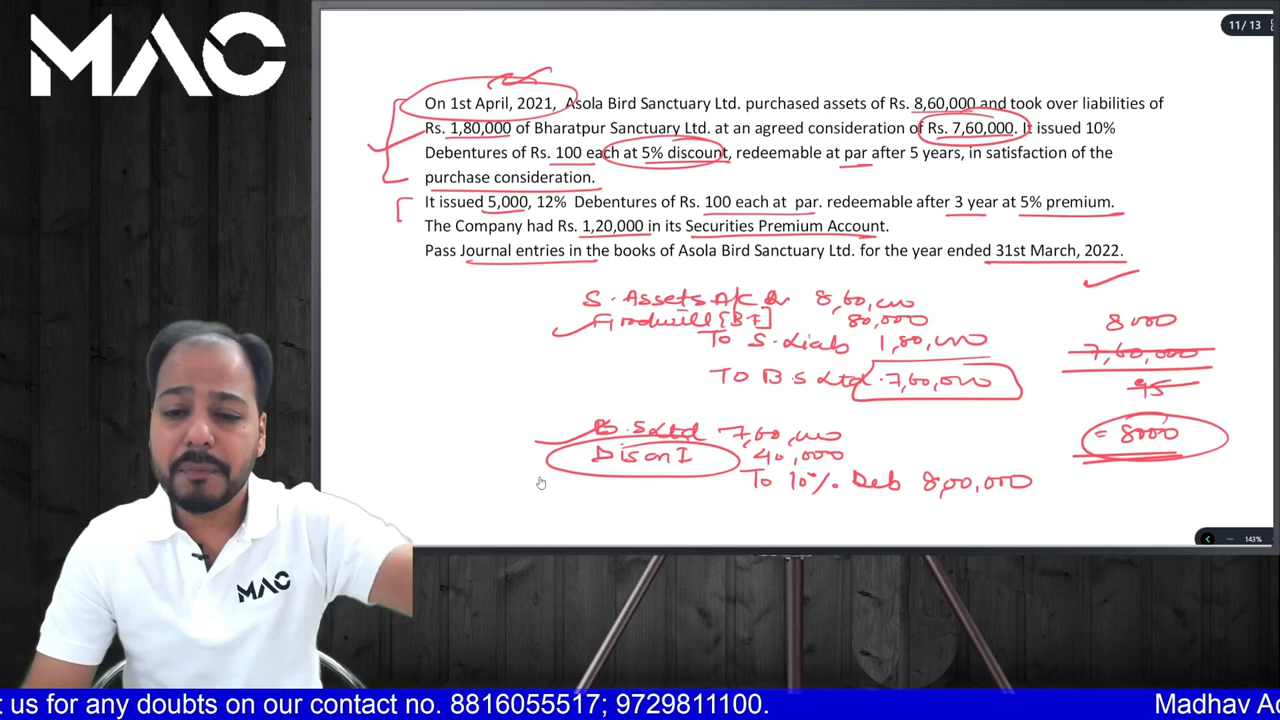 MAC
11 / 13
On 1st April, 2021, Asola Bird Sanctuary Ltd. purchased assets of Rs. 8,60,000 and took over liabilities of
Rs. 1,80,000 of Bharatpur Sanctuary Ltd. at an agreed consideration of Rs. 7,60,000. It issued 10%
Debentures of Rs. 100 each at 5% discount, redeemable at par after 5 years, in satisfaction of the
purchase consideration.
It issued 5,000, 12% Debentures of Rs. 100 each at par. redeemable after 3 year at 5% premium.
The Company had Rs. 1,20,000 in its Securities Premium Account.
Pass Journal entries in the books of Asola Bird Sanctuary Ltd. for the year ended 31st March, 2022.
S. Assets A/C Dr 8,60,000
Goodwill [BF] 80,000
To S. Liab 1,80,000
To B.S Ltd. 7,60,000
8000
7,60,000
95
= 8000
B.S Ltd 7,60,000
Dis on I 40,000
To 10% Deb 8,00,000
143%
MAC
t us for any doubts on our contact no. 8816055517; 9729811100.
Madhav Ac